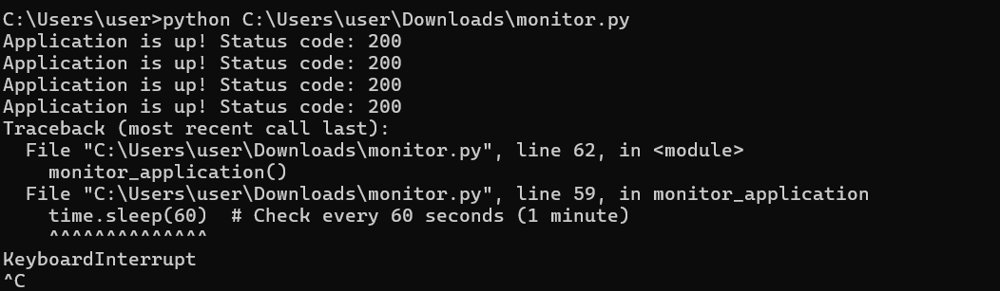 C:\Users\user>python C:\Users\user\Downloads\monitor.py
Application is up! Status code: 200
Application is up! Status code: 200
Application is up! Status code: 200
Application is up! Status code: 200
Traceback (most recent call last):
  File "C:\Users\user\Downloads\monitor.py", line 62, in <module>
    monitor_application()
  File "C:\Users\user\Downloads\monitor.py", line 59, in monitor_application
    time.sleep(60)  # Check every 60 seconds (1 minute)
    ^^^^^^^^^^^^^^
KeyboardInterrupt
^C